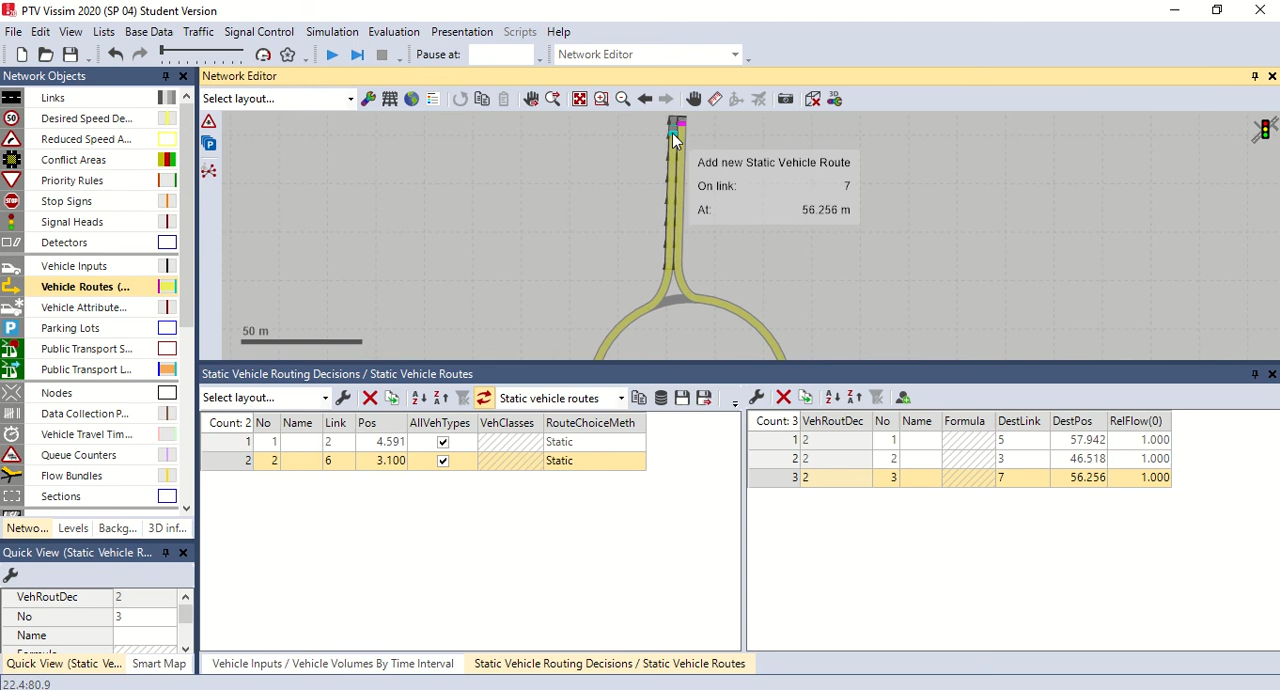 PTV Vissim 2020 (SP 04) Student Version
File Edit View Lists Base Data Traffic Signal Control Simulation Evaluation Presentation Scripts Help
Pause at: Network Editor
Network Objects
Network Editor
Select layout...
Links
Desired Speed De...
Reduced Speed A...
Conflict Areas
Priority Rules
Stop Signs
Signal Heads
Detectors
Vehicle Inputs
Vehicle Routes (...
Vehicle Attribute...
Parking Lots
Public Transport S...
Public Transport L...
Nodes
Data Collection P...
Vehicle Travel Tim...
Queue Counters
Flow Bundles
Sections
Netwo... Levels Backg... 3D inf...
Add new Static Vehicle Route
On link: 7
At: 56.256 m
50 m
Static Vehicle Routing Decisions / Static Vehicle Routes
Select layout... Static vehicle routes
Count: 2 No Name Link Pos AllVehTypes VehClasses RouteChoiceMeth
1 1 2 4.591 Static
2 2 6 3.100 Static
Count: 3 VehRoutDec No Name Formula DestLink DestPos RelFlow(0)
1 2 1 5 57.942 1.000
2 2 2 3 46.518 1.000
3 2 3 7 56.256 1.000
Quick View (Static Vehicle R...
VehRoutDec 2
No 3
Name
Quick View (Static Ve... Smart Map
Vehicle Inputs / Vehicle Volumes By Time Interval Static Vehicle Routing Decisions / Static Vehicle Routes
22.4:80.9